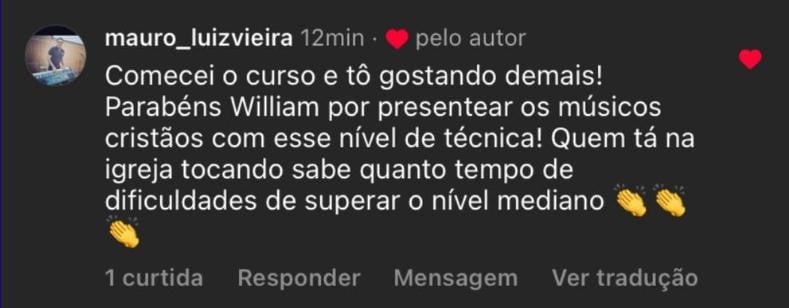 mauro_luizvieira 12min · ❤️ pelo autor
Comecei o curso e tô gostando demais!
Parabéns William por presentear os músicos
cristãos com esse nível de técnica! Quem tá na
igreja tocando sabe quanto tempo de
dificuldades de superar o nível mediano 👏👏
👏
1 curtida Responder Mensagem Ver tradução